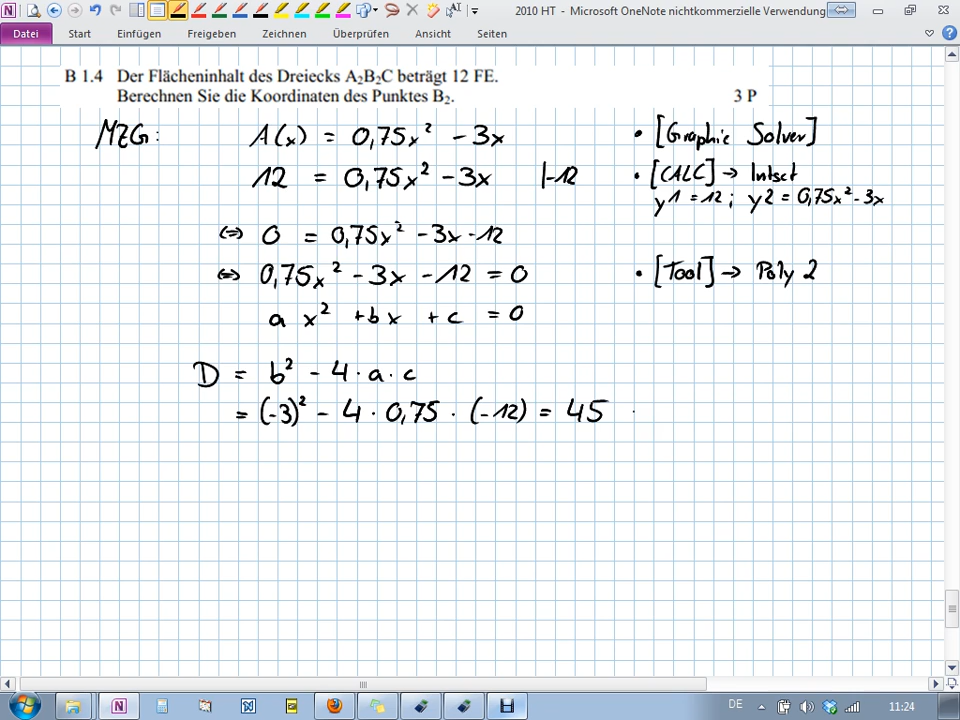 2010 HT - Microsoft OneNote nichtkommerzielle Verwendung
Datei Start Einfügen Freigeben Zeichnen Überprüfen Ansicht Seiten
B 1.4 Der Flächeninhalt des Dreiecks A₂B₂C beträgt 12 FE.
Berechnen Sie die Koordinaten des Punktes B₂. 3 P
MZG: A(x) = 0,75x² - 3x
• [Graphic Solver]
12 = 0,75x² - 3x |-12
• [CALC] → Intsct
y1 = 12 ; y2 = 0,75x² - 3x
⇔ 0 = 0,75x² - 3x - 12
⇔ 0,75x² - 3x - 12 = 0
• [Tool] → Poly 2
a x² + bx + c = 0
D = b² - 4 · a · c
= (-3)² - 4 · 0,75 · (-12) = 45
DE 11:24